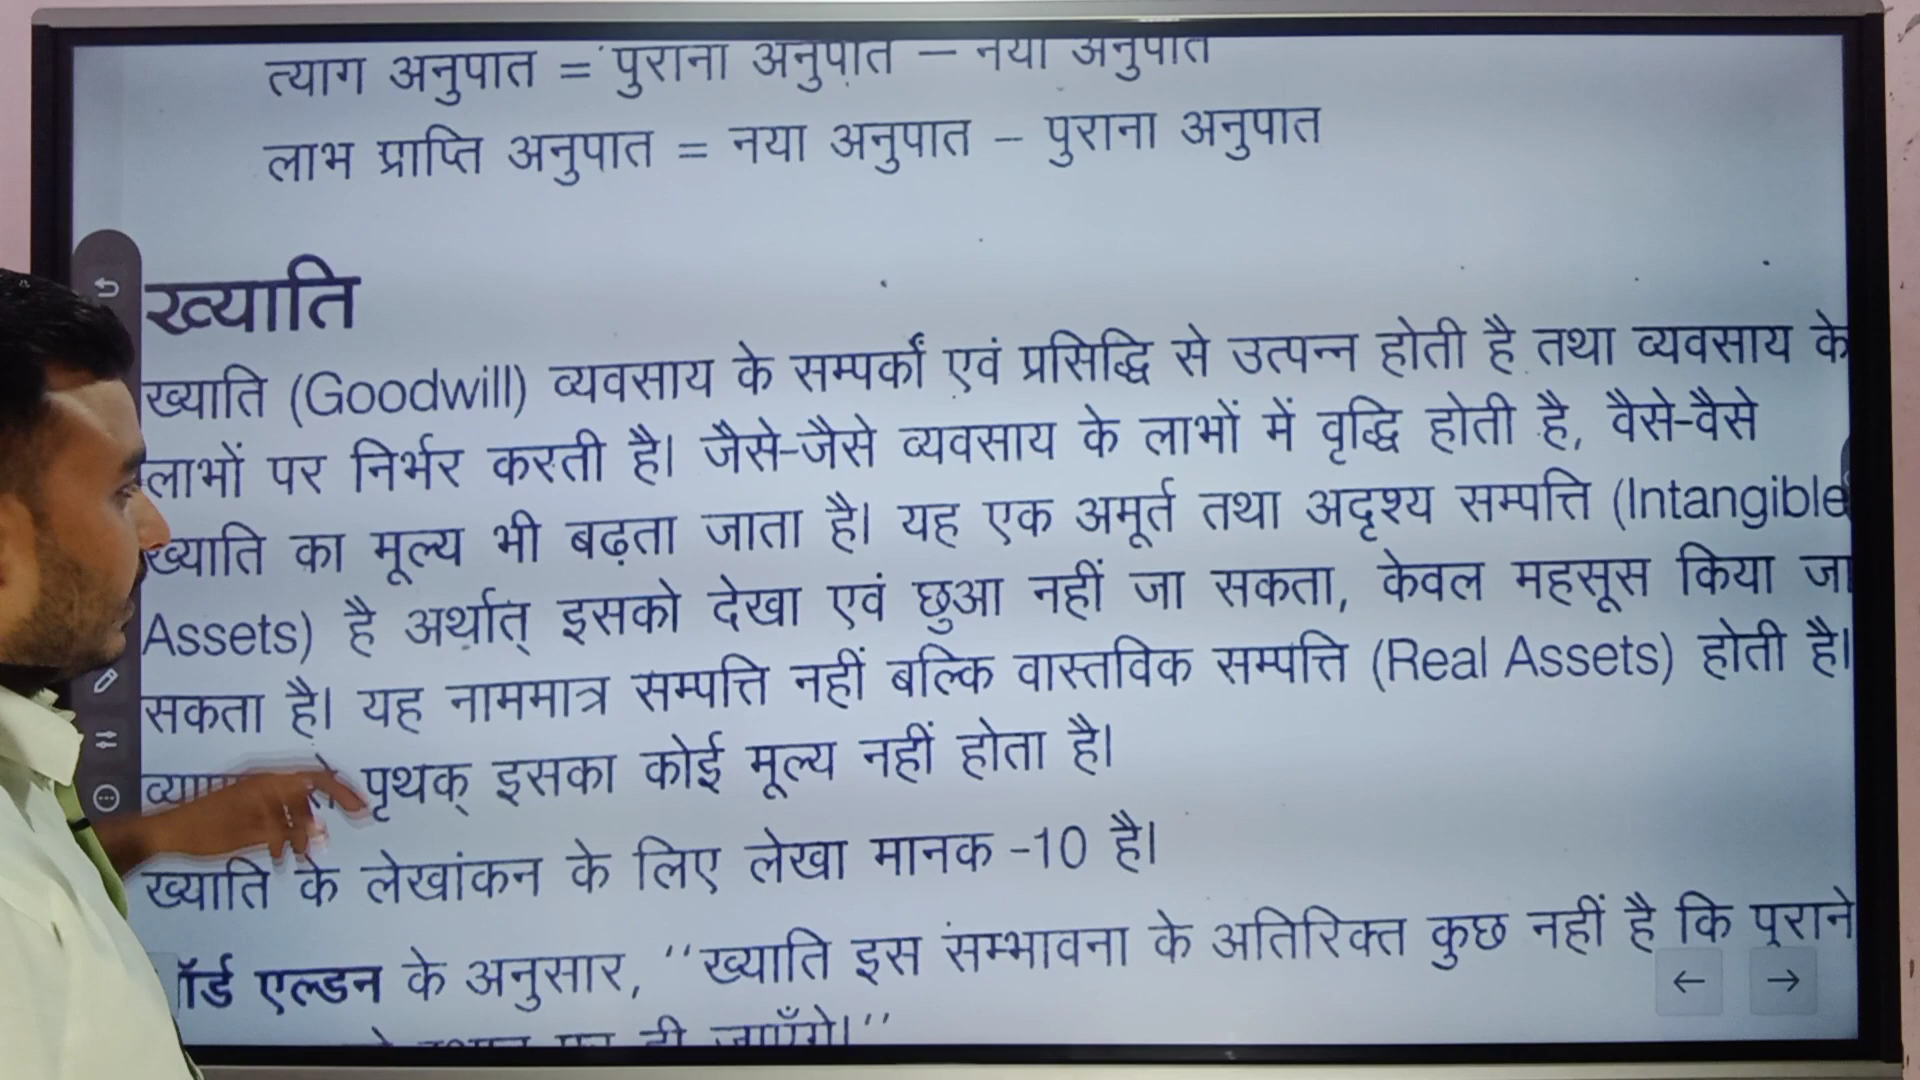 त्याग अनुपात = पुराना अनुपात – नया अनुपात
लाभ प्राप्ति अनुपात = नया अनुपात – पुराना अनुपात
ख्याति
ख्याति (Goodwill) व्यवसाय के सम्पर्कों एवं प्रसिद्धि से उत्पन्न होती है तथा व्यवसाय के
लाभों पर निर्भर करती है। जैसे-जैसे व्यवसाय के लाभों में वृद्धि होती है, वैसे-वैसे
ख्याति का मूल्य भी बढ़ता जाता है। यह एक अमूर्त तथा अदृश्य सम्पत्ति (Intangible
Assets) है अर्थात् इसको देखा एवं छुआ नहीं जा सकता, केवल महसूस किया जा
सकता है। यह नाममात्र सम्पत्ति नहीं बल्कि वास्तविक सम्पत्ति (Real Assets) होती है।
पृथक् इसका कोई मूल्य नहीं होता है।
ख्याति के लेखांकन के लिए लेखा मानक -10 है।
एल्डन के अनुसार, ‘‘ख्याति इस संम्भावना के अतिरिक्त कुछ नहीं है कि पुराने
ही जाएँगे।’’